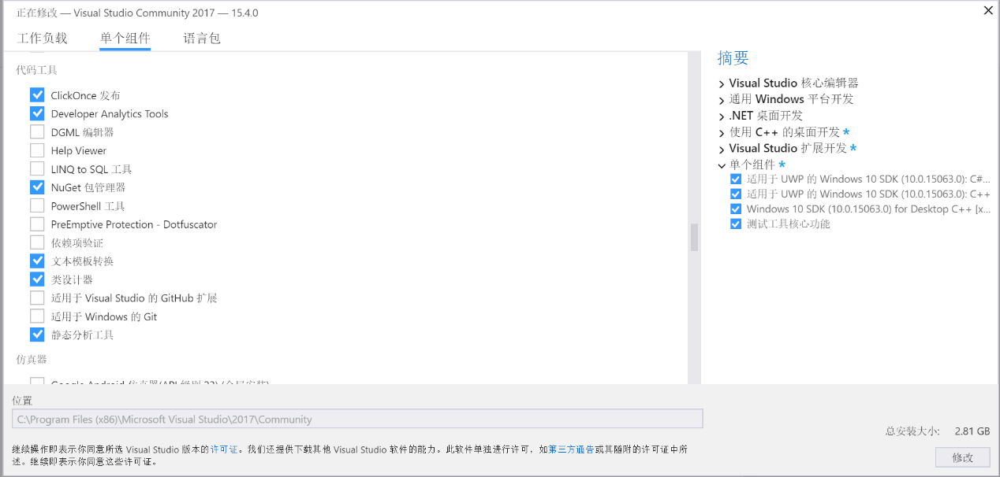 正在修改 — Visual Studio Community 2017 — 15.4.0
工作负载 单个组件 语言包
代码工具
ClickOnce 发布
Developer Analytics Tools
DGML 编辑器
Help Viewer
LINQ to SQL 工具
NuGet 包管理器
PowerShell 工具
PreEmptive Protection - Dotfuscator
依赖项验证
文本模板转换
类设计器
适用于 Visual Studio 的 GitHub 扩展
适用于 Windows 的 Git
静态分析工具
仿真器
Google Android 仿真器(API 级别 23) (全局安装)
摘要
Visual Studio 核心编辑器
通用 Windows 平台开发
.NET 桌面开发
使用 C++ 的桌面开发 *
Visual Studio 扩展开发 *
单个组件 *
适用于 UWP 的 Windows 10 SDK (10.0.15063.0): C#...
适用于 UWP 的 Windows 10 SDK (10.0.15063.0): C++
Windows 10 SDK (10.0.15063.0) for Desktop C++ [x...
测试工具核心功能
位置
C:\Program Files (x86)\Microsoft Visual Studio\2017\Community
总安装大小: 2.81 GB
继续操作即表示你同意所选 Visual Studio 版本的许可证。我们还提供下载其他 Visual Studio 软件的能力。此软件单独进行许可，如第三方通告或其随附的许可证中所
述。继续即表示你同意这些许可证。
修改